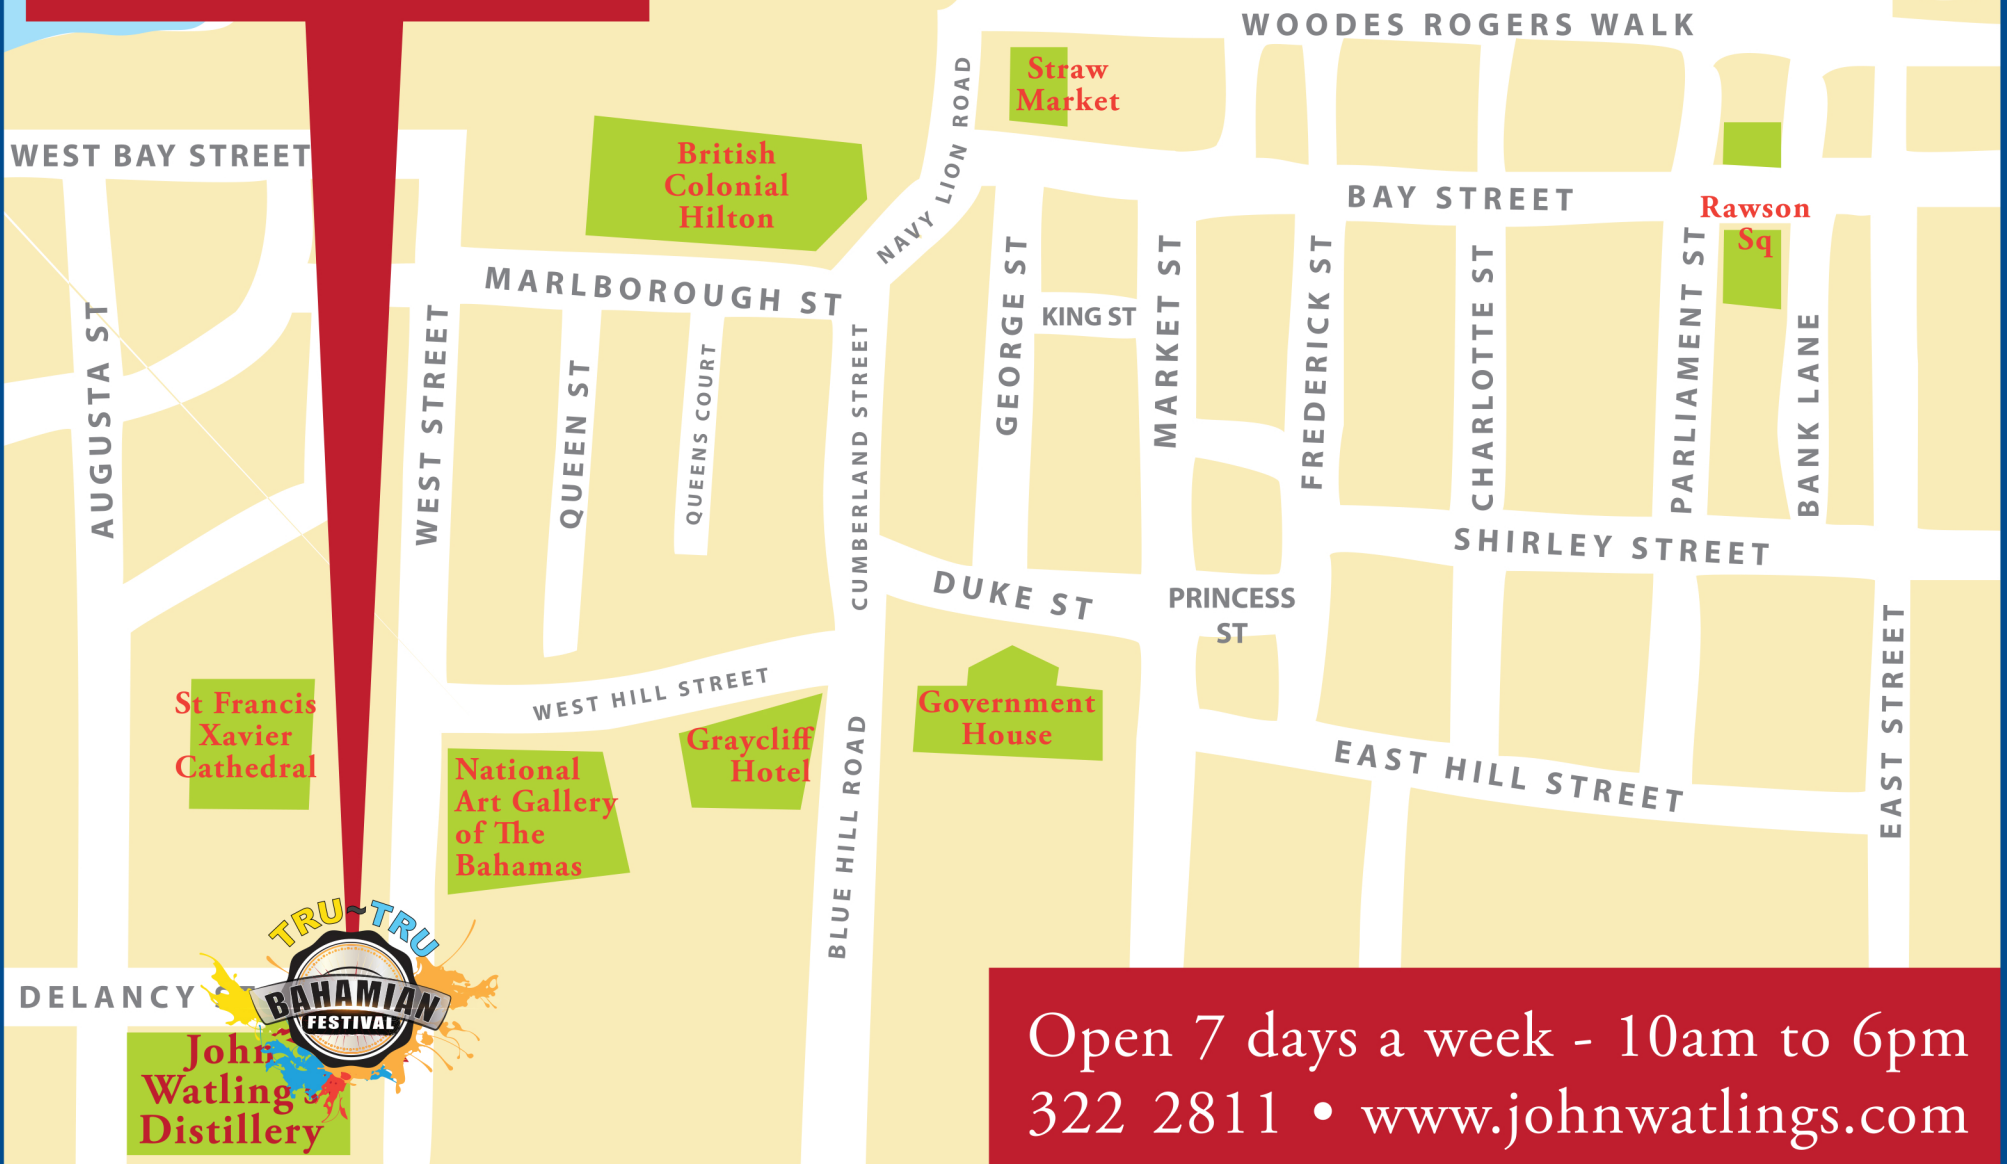 WOODES ROGERS WALK
Straw
Market
NAVY LION ROAD
WEST BAY STREET
British
Colonial
Hilton
BAY STREET
Rawson
Sq
MARLBOROUGH ST
AUGUSTA ST
WEST STREET
QUEEN ST
QUEENS COURT
CUMBERLAND STREET
GEORGE ST
KING ST
MARKET ST
FREDERICK ST
CHARLOTTE ST
PARLIAMENT ST
BANK LANE
SHIRLEY STREET
DUKE ST
PRINCESS
ST
EAST STREET
WEST HILL STREET
St Francis
Xavier
Cathedral
Graycliff
Hotel
Government
House
National
Art Gallery
of The
Bahamas
BLUE HILL ROAD
EAST HILL STREET
TRU~TRU
BAHAMIAN
FESTIVAL
DELANCY ST
John
Watling's
Distillery
Open 7 days a week - 10am to 6pm
322 2811 • www.johnwatlings.com